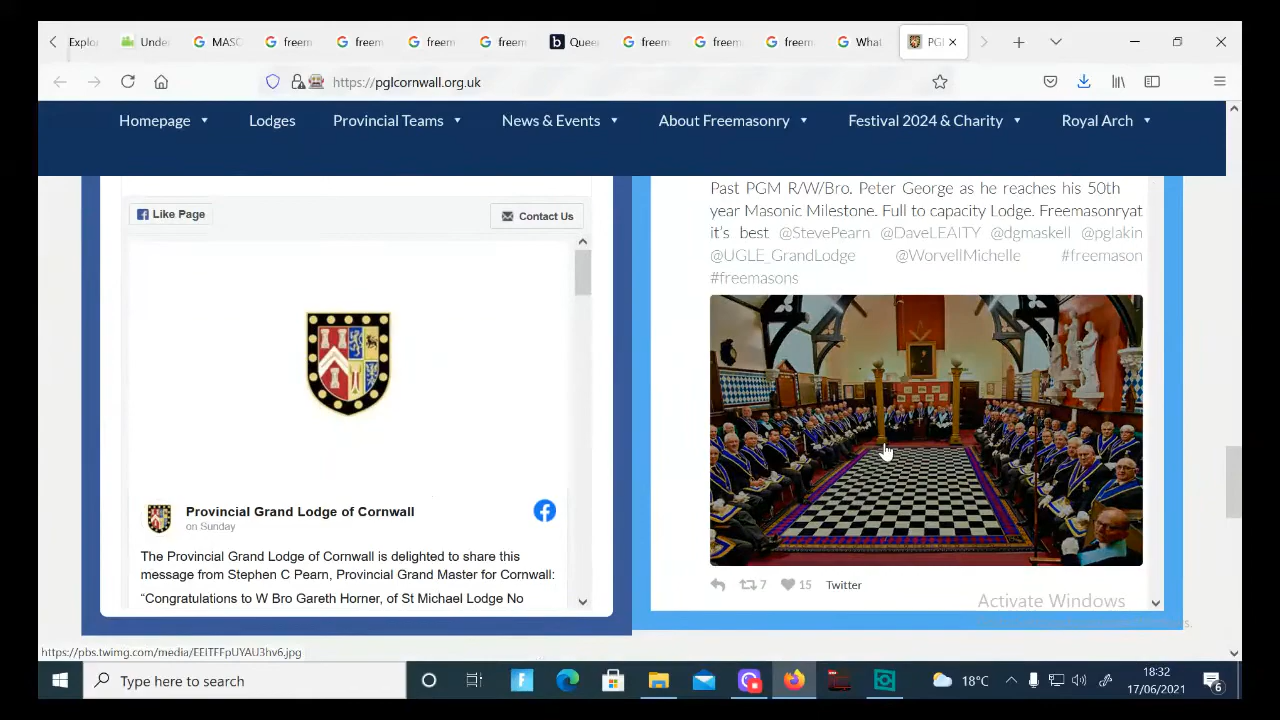 Explo
Unde
MASC
freem
freem
freem
freem
Quee
freem
freem
freem
What
PGL
https://pglcornwall.org.uk
Homepage
Lodges
Provincial Teams
News & Events
About Freemasonry
Festival 2024 & Charity
Royal Arch
Like Page
Contact Us
Provincial Grand Lodge of Cornwall
on Sunday
The Provincial Grand Lodge of Cornwall is delighted to share this
message from Stephen C Pearn, Provincial Grand Master for Cornwall:
“Congratulations to W Bro Gareth Horner, of St Michael Lodge No
Past PGM R/W/Bro. Peter George as he reaches his 50th
year Masonic Milestone. Full to capacity Lodge. Freemasonryat
it's best @StevePearn @DaveLEAITY @dgmaskell @pglakin
@UGLE_GrandLodge @WorvellMichelle #freemason
#freemasons
7
15
Twitter
Activate Windows
https://pbs.twimg.com/media/EEITFFpUYAU3hv6.jpg
Type here to search
18°C
18:32
17/06/2021
6